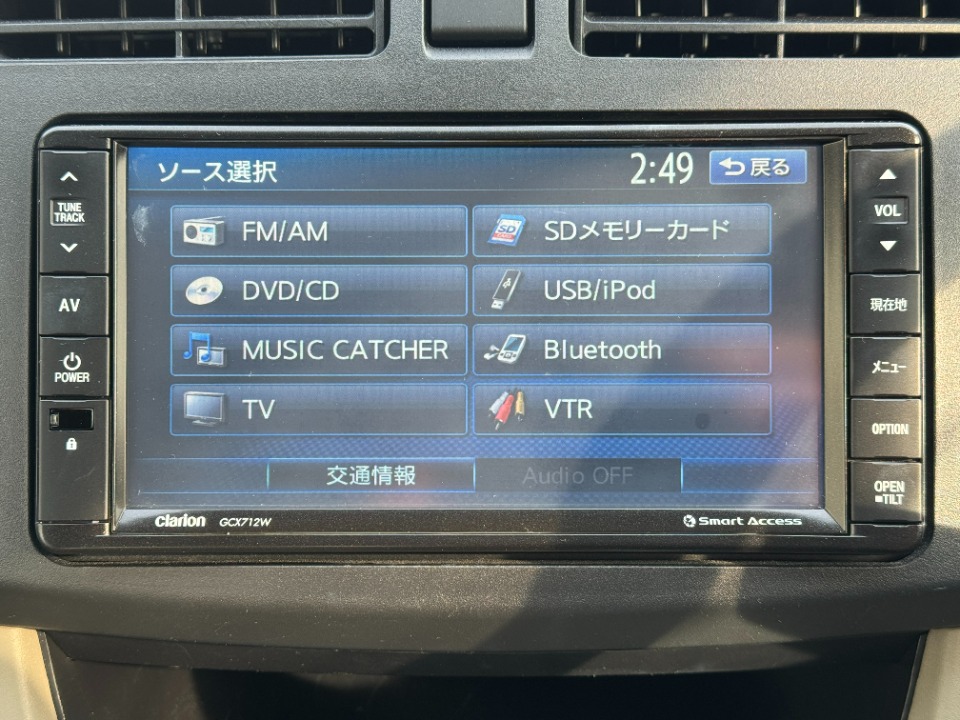 ソース選択
2:49
戻る
FM/AM
SDメモリーカード
DVD/CD
USB/iPod
MUSIC CATCHER
Bluetooth
TV
VTR
交通情報
Audio OFF
TUNE
TRACK
AV
POWER
VOL
現在地
メニュー
OPTION
OPEN
■TILT
clarion
GCX712W
Smart Access